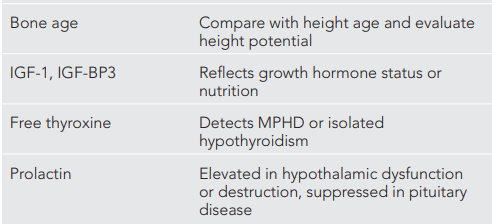 Bone age Compare with height age and evaluate
height potential
IGF-1, IGF-BP3 Reflects growth hormone status or
nutrition
Free thyroxine Detects MPHD or isolated
hypothyroidism
Prolactin Elevated in hypothalamic dysfunction
or destruction, suppressed in pituitary
disease